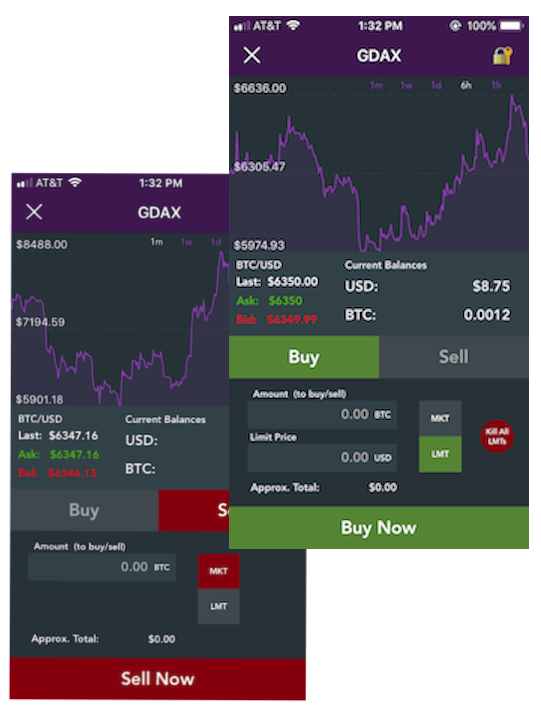 AT&T 1:32 PM 100%
GDAX
$6636.00 1m 1w 1d 6h 1h
$6305.47
$5974.93
BTC/USD Current Balances
Last: $6350.00 USD: $8.75
Ask: $6350
Bid: $6349.99 BTC: 0.0012
Buy Sell
Amount (to buy/sell)
0.00 BTC MKT
Kill All
LMTs
Limit Price
0.00 USD LMT
Approx. Total: $0.00
Buy Now
AT&T 1:32 PM
GDAX
$8488.00 1m 1w 1d
$7194.59
$5901.18
BTC/USD Current Balances
Last: $6347.16 USD:
Ask: $6347.16
Bid: $6346.15 BTC:
Buy S
Amount (to buy/sell)
0.00 BTC MKT
LMT
Approx. Total: $0.00
Sell Now